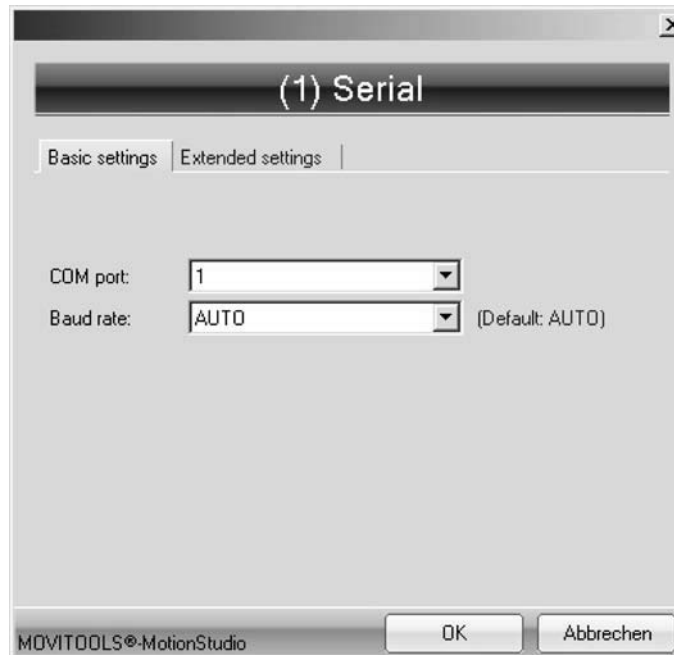 (1) Serial
Basic settings Extended settings
COM port: 1
Baud rate: AUTO (Default: AUTO)
MOVITOOLS®-MotionStudio OK Abbrechen